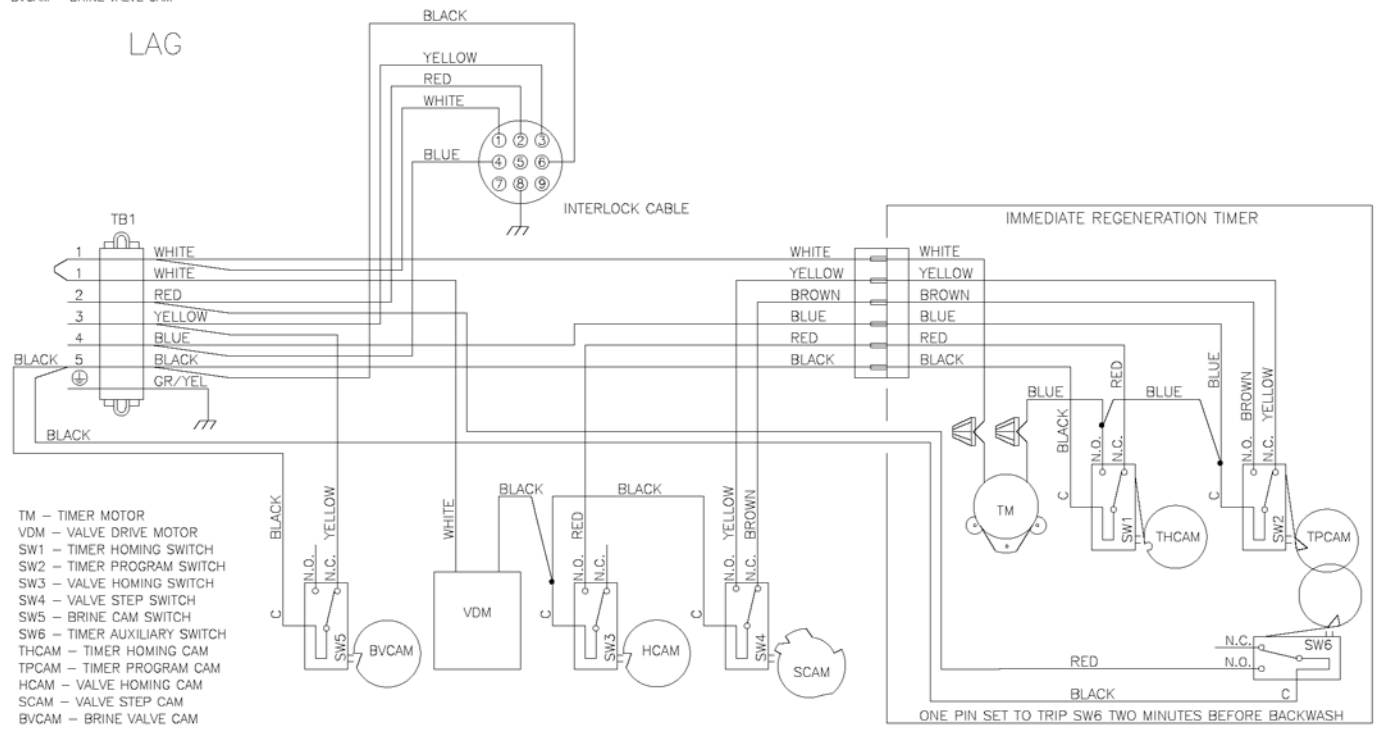 BVCAM – BRINE VALVE CAM
LAG
BLACK
YELLOW
RED
WHITE
BLUE
1 2 3
4 5 6
7 8 9
INTERLOCK CABLE
TB1
1 WHITE
1 WHITE
2 RED
3 YELLOW
4 BLUE
BLACK 5 BLACK
GR/YEL
BLACK
IMMEDIATE REGENERATION TIMER
WHITE WHITE
YELLOW YELLOW
BROWN BROWN
BLUE BLUE
RED RED
BLACK BLACK
BLUE
BLACK
RED
BLUE
BLUE
BROWN
YELLOW
N.O.
N.C.
N.O.
N.C.
C
SW1
THCAM
C
SW2
TPCAM
TM
TM – TIMER MOTOR
VDM – VALVE DRIVE MOTOR
SW1 – TIMER HOMING SWITCH
SW2 – TIMER PROGRAM SWITCH
SW3 – VALVE HOMING SWITCH
SW4 – VALVE STEP SWITCH
SW5 – BRINE CAM SWITCH
SW6 – TIMER AUXILIARY SWITCH
THCAM – TIMER HOMING CAM
TPCAM – TIMER PROGRAM CAM
HCAM – VALVE HOMING CAM
SCAM – VALVE STEP CAM
BVCAM – BRINE VALVE CAM
BLACK
YELLOW
N.O.
N.C.
C
SW5
BVCAM
WHITE
BLACK
VDM
BLACK
RED
N.O.
N.C.
C
SW3
HCAM
YELLOW
BROWN
N.O.
N.C.
C
SW4
SCAM
N.C.
SW6
RED
N.O.
BLACK
C
ONE PIN SET TO TRIP SW6 TWO MINUTES BEFORE BACKWASH